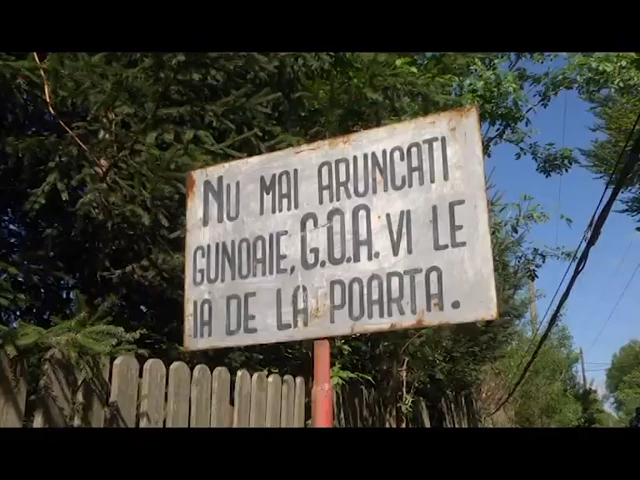 NU MAI ARUNCATI
GUNOAIE, G.O.A. VI LE
IA DE LA POARTA.